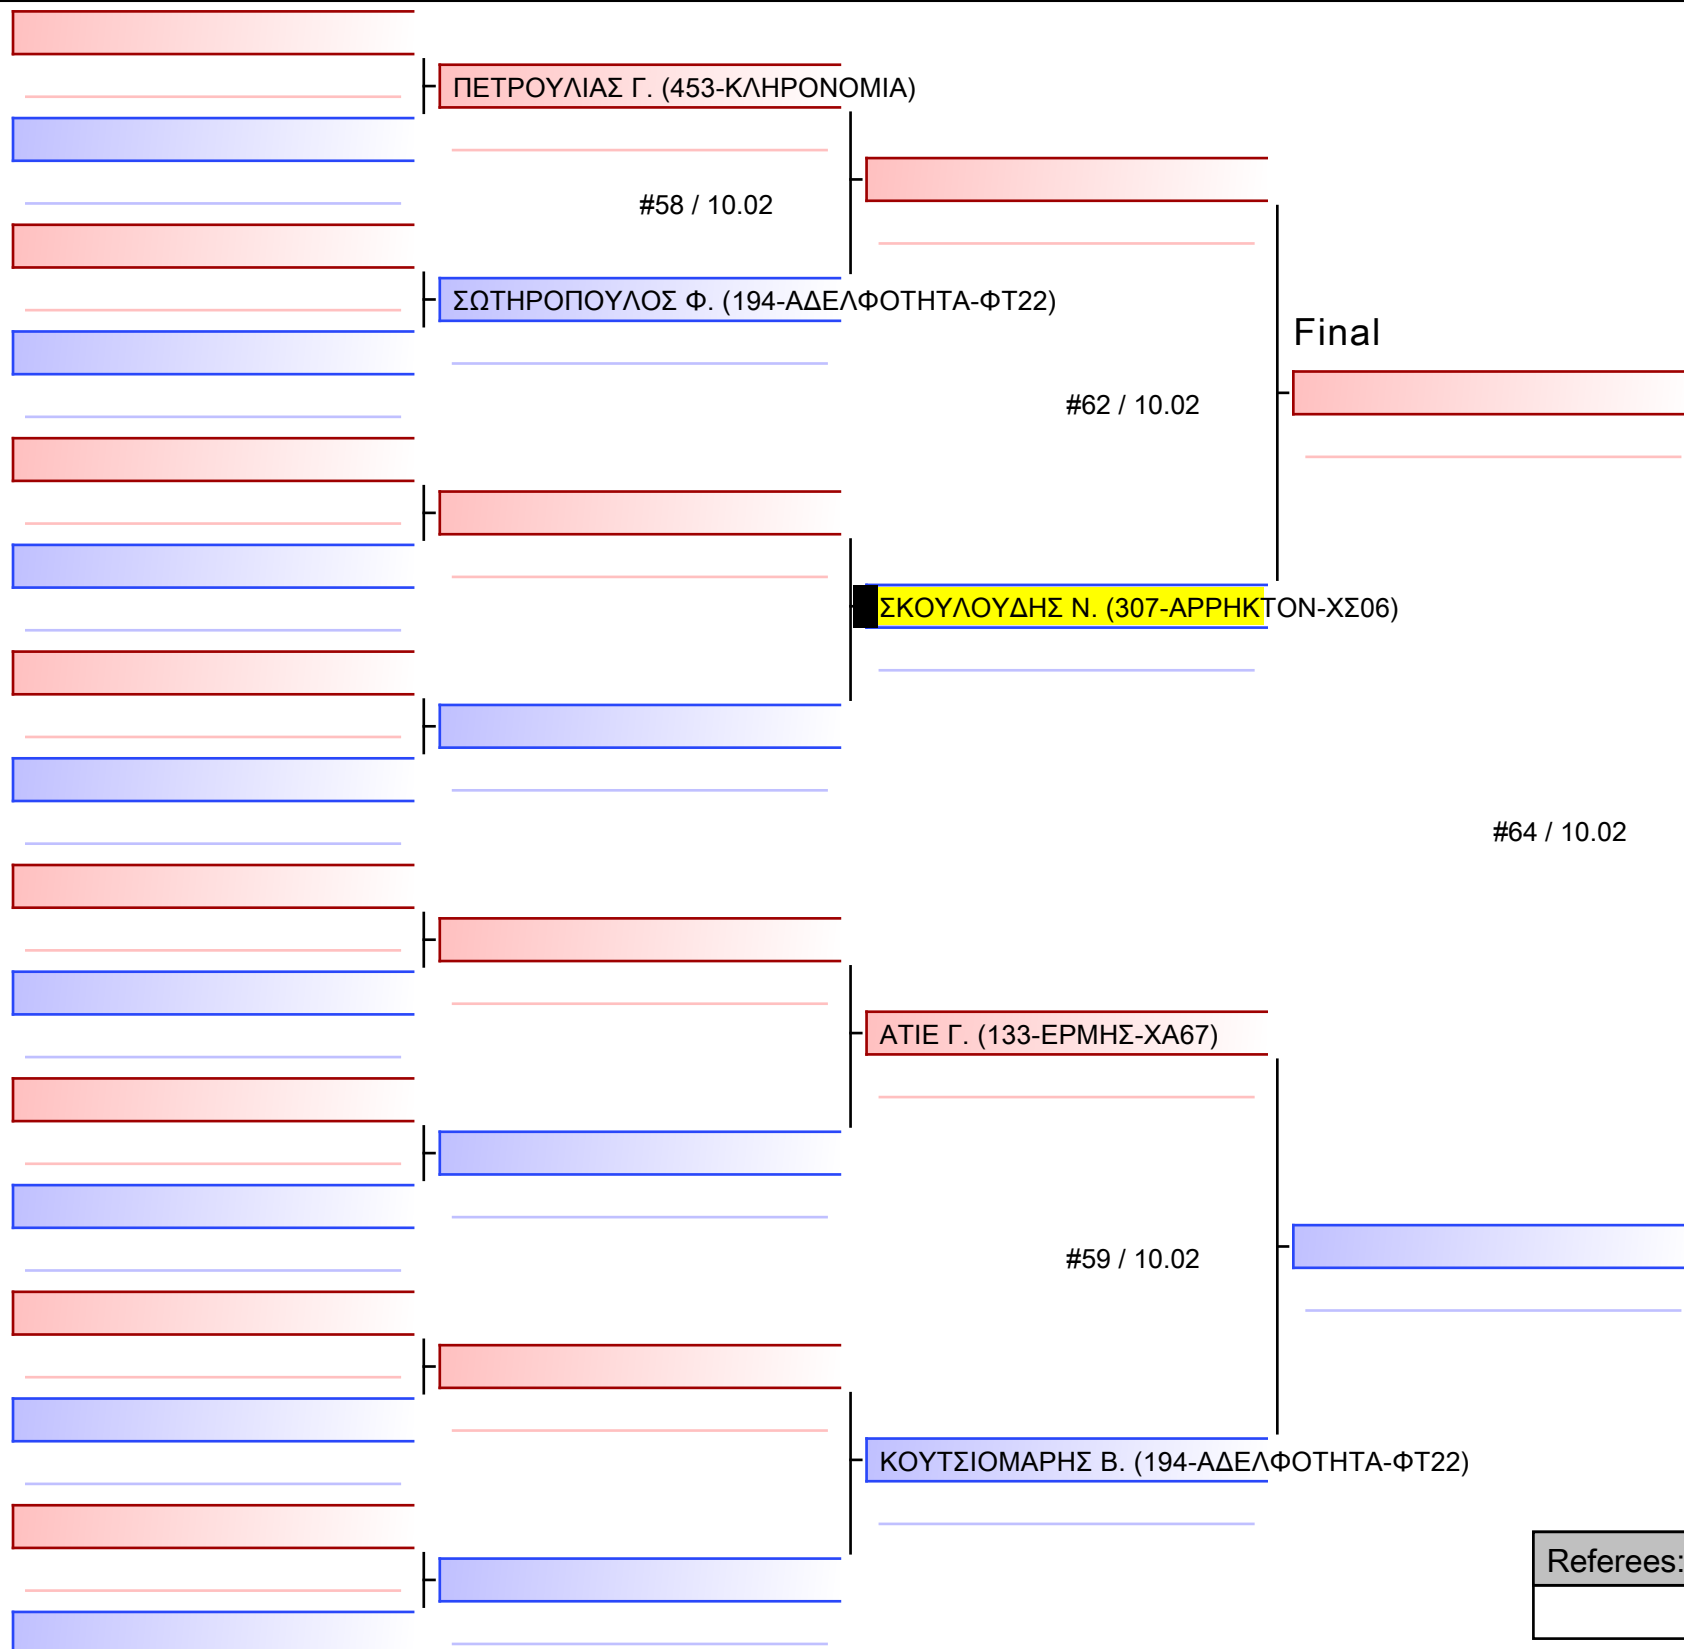 ΠΕΤΡΟΥΛΙΑΣ Γ. (453-ΚΛΗΡΟΝΟΜΙΑ)
#58 / 10.02
ΣΩΤΗΡΟΠΟΥΛΟΣ Φ. (194-ΑΔΕΛΦΟΤΗΤΑ-ΦΤ22)
Final
#62 / 10.02
ΣΚΟΥΛΟΥΔΗΣ Ν. (307-ΑΡΡΗΚΤΟΝ-ΧΣ06)
#64 / 10.02
ΑΤΙΕ Γ. (133-ΕΡΜΗΣ-ΧΑ67)
#59 / 10.02
ΚΟΥΤΣΙΟΜΑΡΗΣ Β. (194-ΑΔΕΛΦΟΤΗΤΑ-ΦΤ22)
Referees: